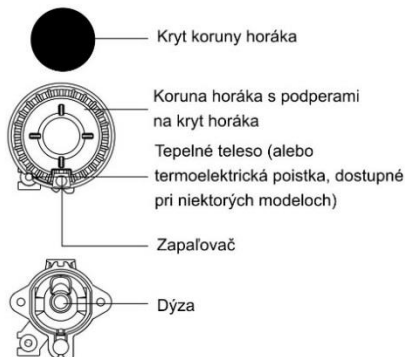 Kryt koruny horáka
Koruna horáka s podperami
na kryt horáka
Tepelné teleso (alebo
termoelektrická poistka, dostupné
pri niektorých modeloch)
Zapaľovač
Dýza